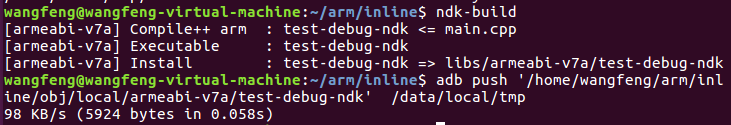 wangfeng@wangfeng-virtual-machine:~/arm/inline$ ndk-build
[armeabi-v7a] Compile++ arm  : test-debug-ndk <= main.cpp
[armeabi-v7a] Executable     : test-debug-ndk
[armeabi-v7a] Install        : test-debug-ndk => libs/armeabi-v7a/test-debug-ndk
wangfeng@wangfeng-virtual-machine:~/arm/inline$ adb push '/home/wangfeng/arm/inl
ine/obj/local/armeabi-v7a/test-debug-ndk'  /data/local/tmp
98 KB/s (5924 bytes in 0.058s)